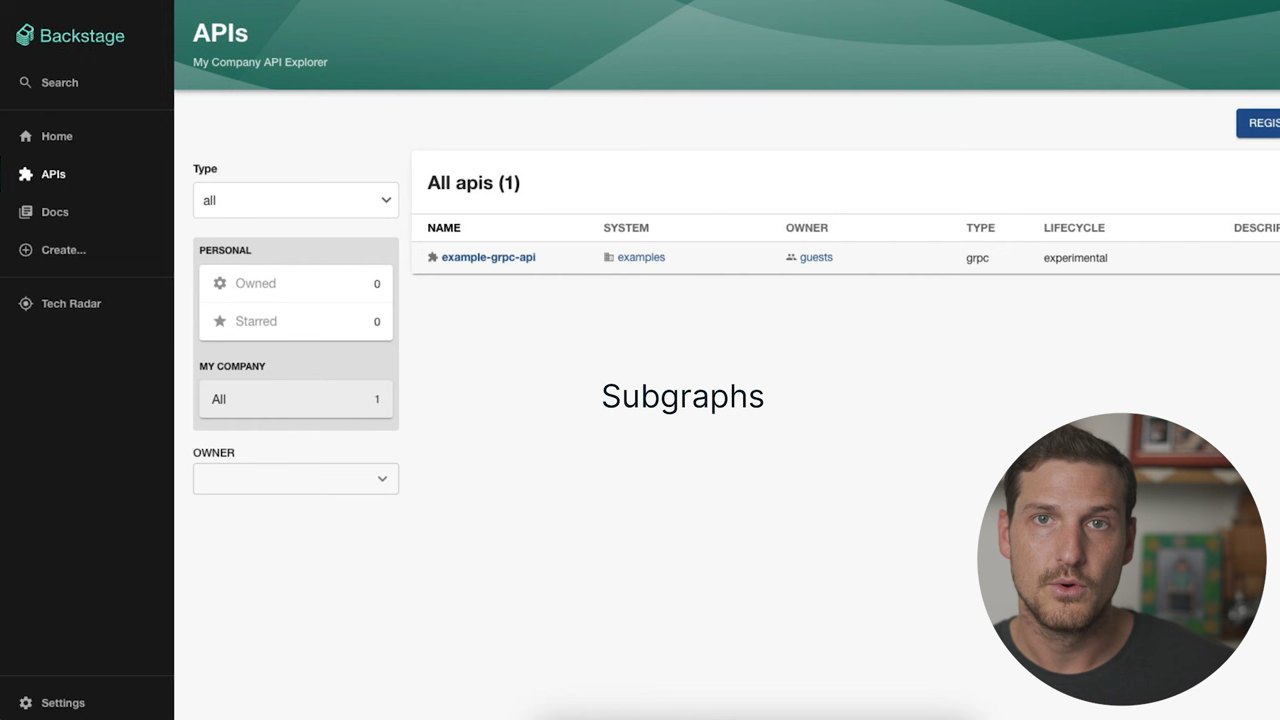 Backstage
Search
Home
APIs
Docs
Create...
Tech Radar
Settings
APIs
My Company API Explorer
REGIS
Type
all
PERSONAL
Owned 0
Starred 0
MY COMPANY
All 1
OWNER
All apis (1)
NAME SYSTEM OWNER TYPE LIFECYCLE DESCRIP
example-grpc-api examples guests grpc experimental
Subgraphs